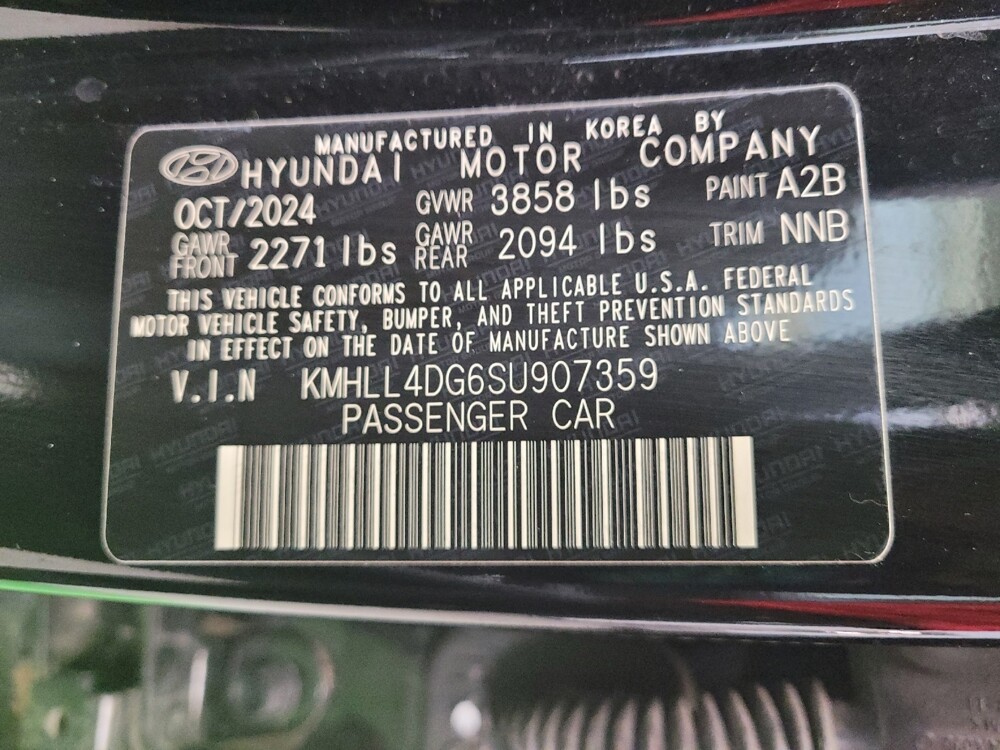 MANUFACTURED IN KOREA BY
HYUNDAI MOTOR COMPANY
OCT/2024 GVWR 3858 lbs PAINT A2B
GAWR FRONT 2271 lbs GAWR REAR 2094 lbs TRIM NNB
THIS VEHICLE CONFORMS TO ALL APPLICABLE U.S.A. FEDERAL
MOTOR VEHICLE SAFETY, BUMPER, AND THEFT PREVENTION STANDARDS
IN EFFECT ON THE DATE OF MANUFACTURE SHOWN ABOVE
V.I.N KMHLL4DG6SU907359
PASSENGER CAR